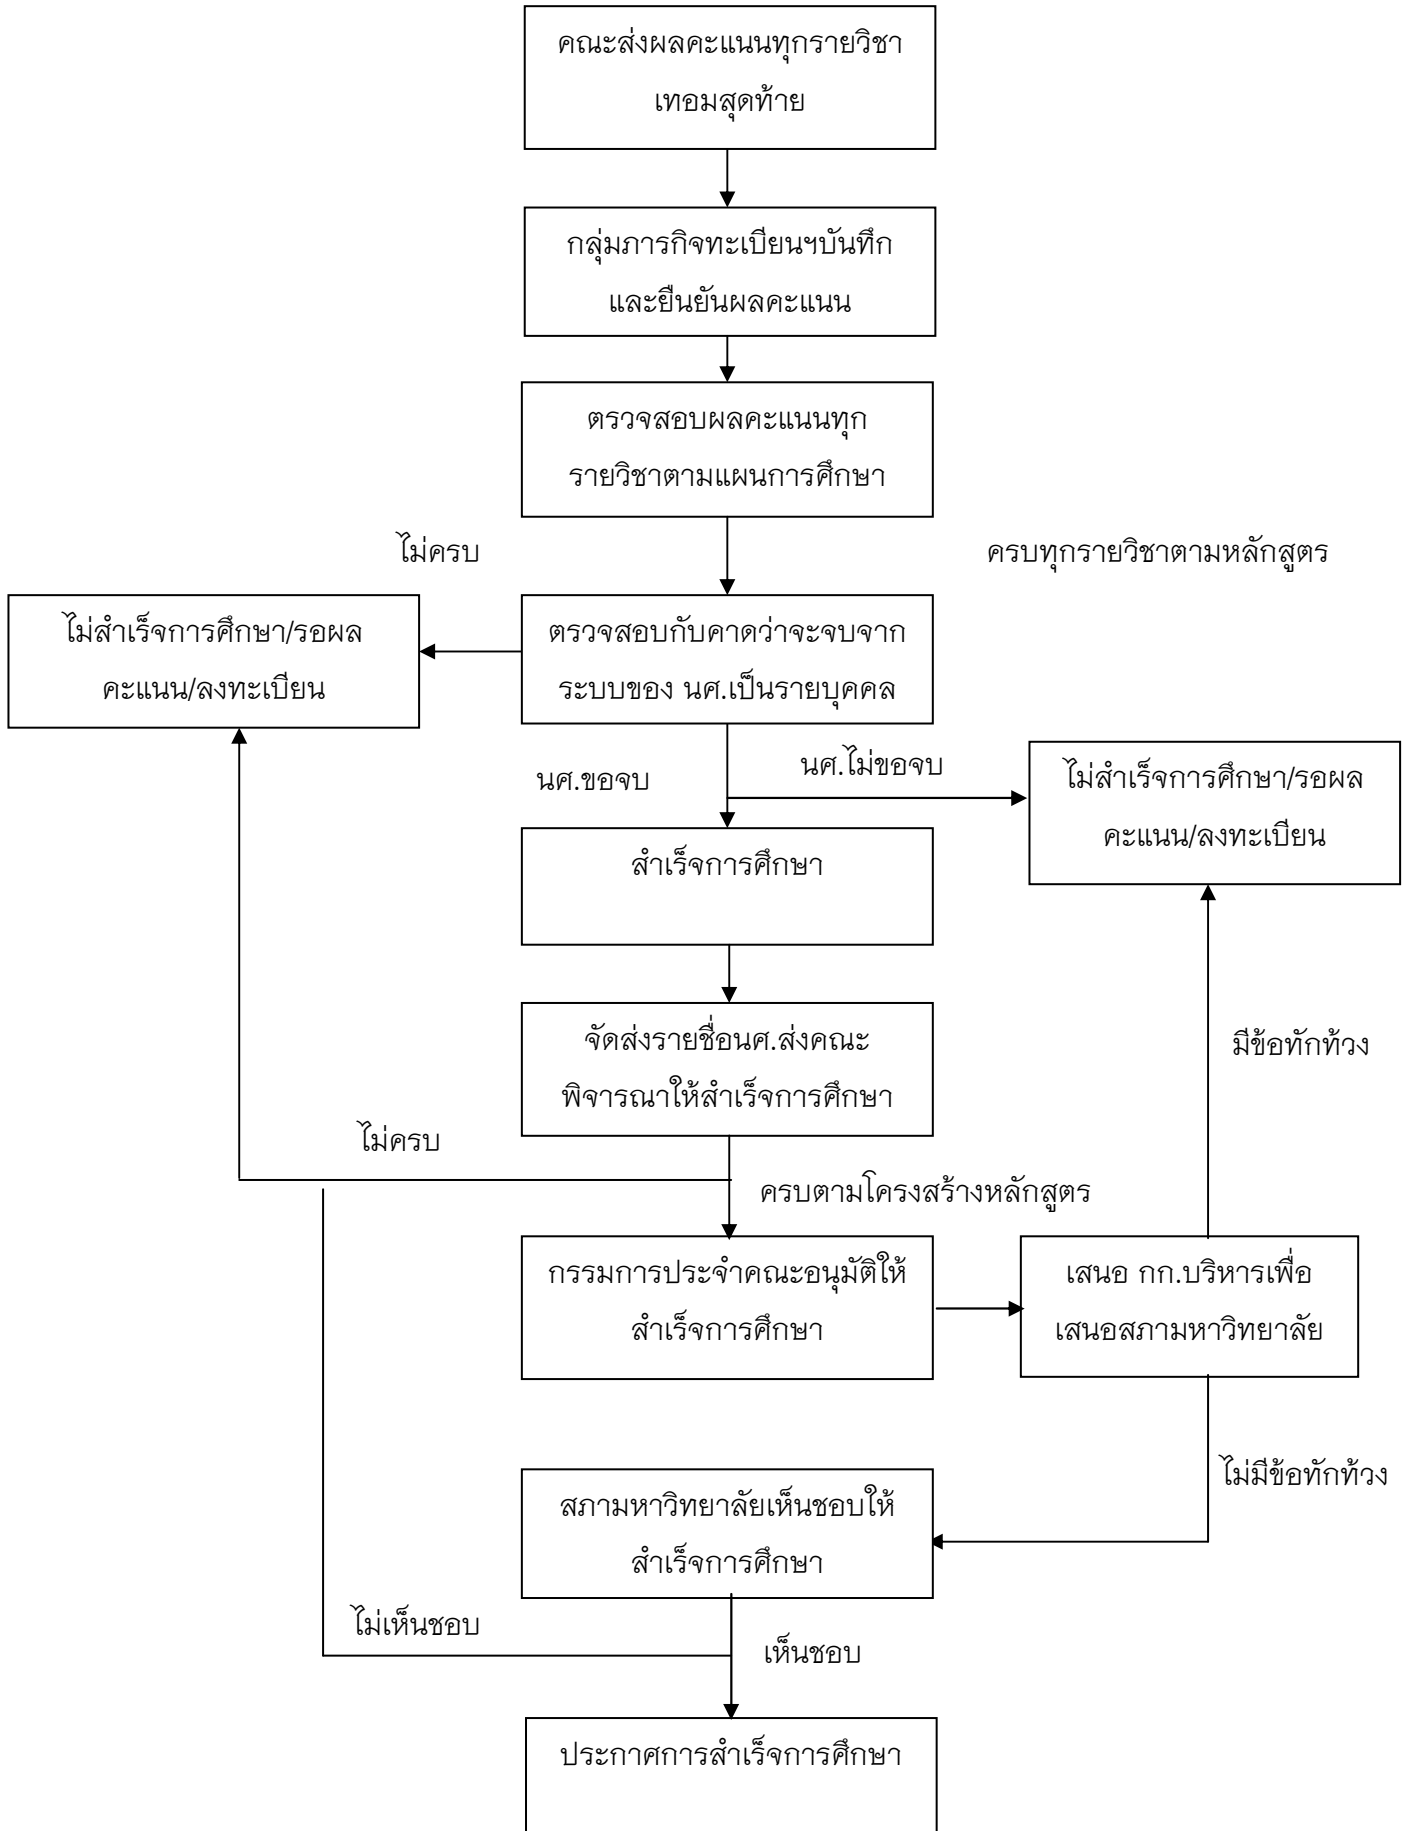 คณะส่งผลคะแนนทุกรายวิชา
เทอมสุดท้าย
กลุ่มภารกิจทะเบียนฯบันทึก
และยืนยันผลคะแนน
ตรวจสอบผลคะแนนทุก
รายวิชาตามแผนการศึกษา
ไม่ครบ
ครบทุกรายวิชาตามหลักสูตร
ไม่สำเร็จการศึกษา/รอผล
คะแนน/ลงทะเบียน
ตรวจสอบกับคาดว่าจะจบจาก
ระบบของ นศ.เป็นรายบุคคล
นศ.ขอจบ
นศ.ไม่ขอจบ
ไม่สำเร็จการศึกษา/รอผล
คะแนน/ลงทะเบียน
สำเร็จการศึกษา
จัดส่งรายชื่อนศ.ส่งคณะ
พิจารณาให้สำเร็จการศึกษา
มีข้อทักท้วง
ไม่ครบ
ครบตามโครงสร้างหลักสูตร
กรรมการประจำคณะอนุมัติให้
สำเร็จการศึกษา
เสนอ กก.บริหารเพื่อ
เสนอสภามหาวิทยาลัย
ไม่มีข้อทักท้วง
สภามหาวิทยาลัยเห็นชอบให้
สำเร็จการศึกษา
ไม่เห็นชอบ
เห็นชอบ
ประกาศการสำเร็จการศึกษา